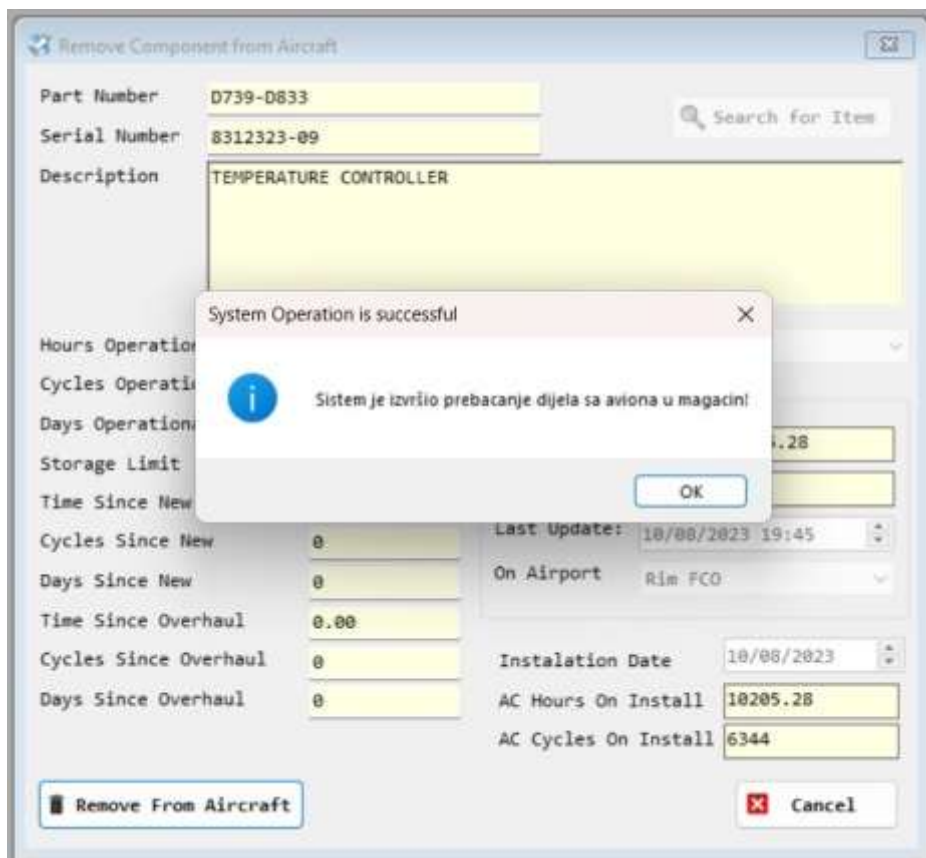 Remove Component from Aircraft
Part Number D739-D833
Search for Item
Serial Number 8312323-09
Description TEMPERATURE CONTROLLER
System Operation is successful
Sistem je izvršio prebacanje dijela sa aviona u magacin!
OK
Hours
Cycles
Days
Storage Limit
.28
Time Since New
Cycles Since New 0
Last Update: 10/08/2023 19:45
Days Since New 0
On Airport Rim FCO
Time Since Overhaul 0.00
Cycles Since Overhaul 0
Instalation Date 10/08/2023
Days Since Overhaul 0
AC Hours On Install 10205.28
AC Cycles On Install 6344
Remove From Aircraft
Cancel